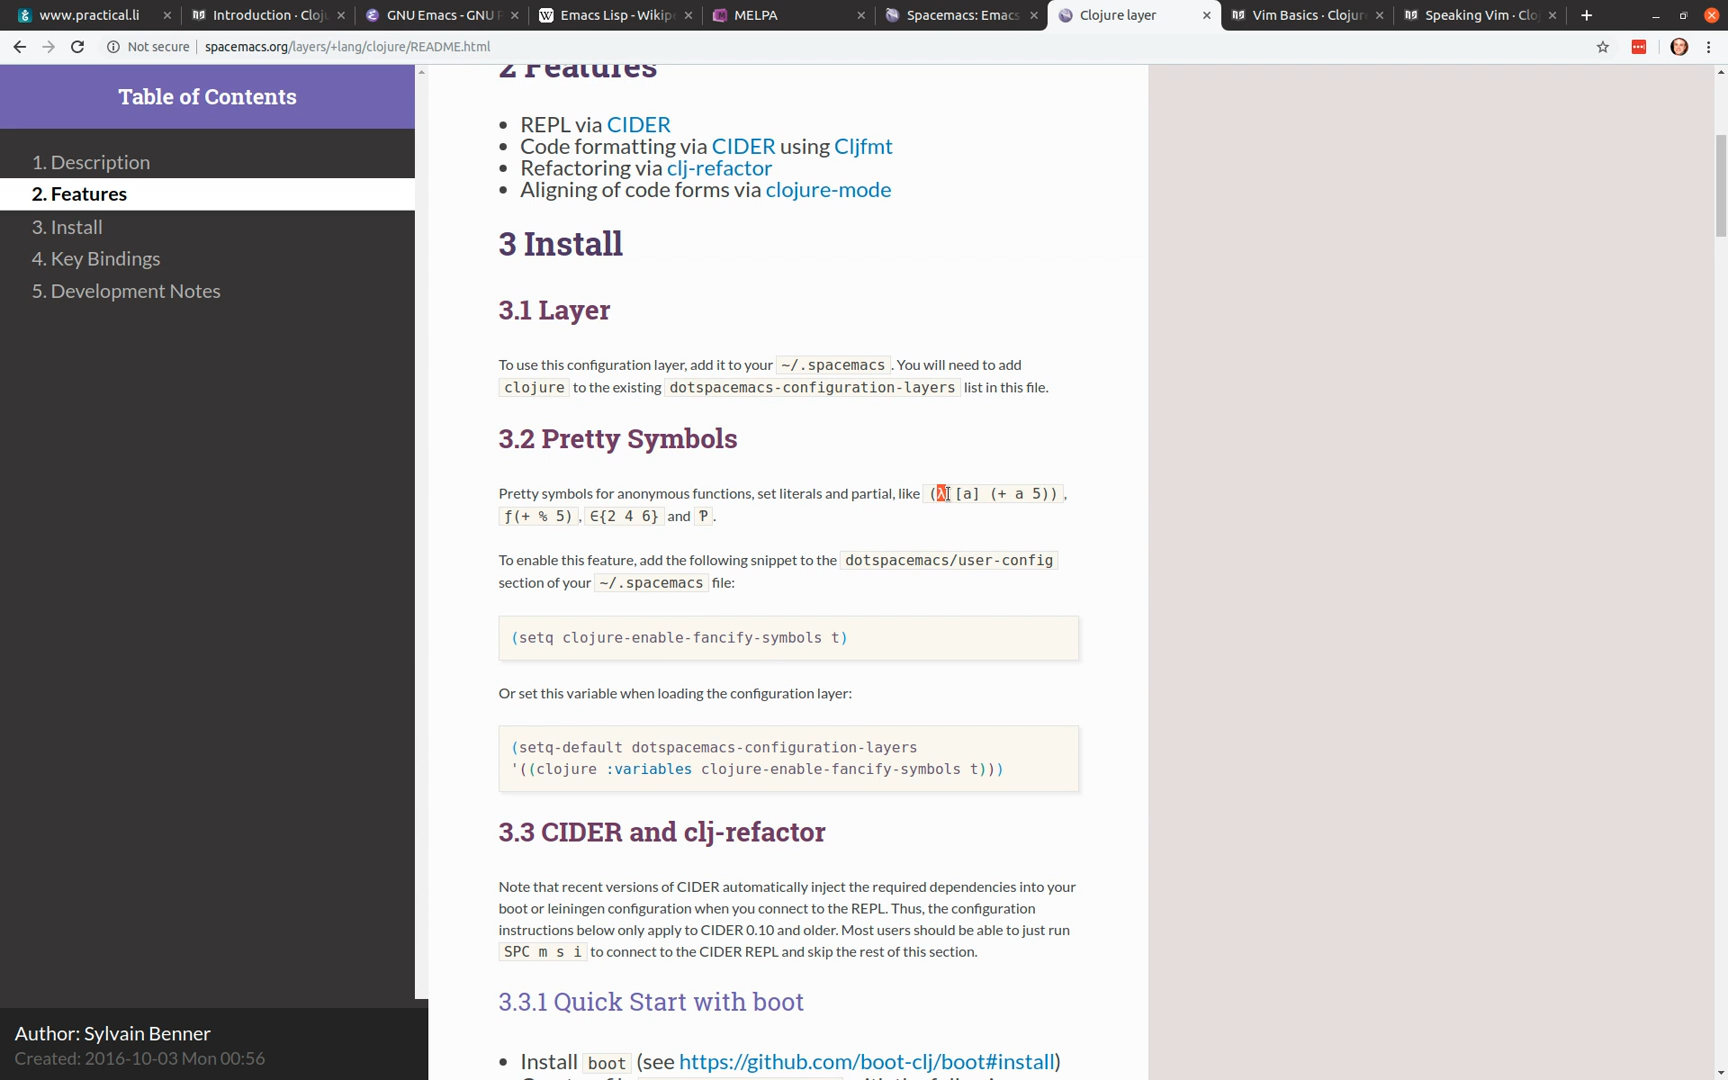 www.practical.li
Introduction · Cloj
GNU Emacs - GNU P
Emacs Lisp - Wikip
MELPA
Spacemacs: Emacs
Clojure layer
Vim Basics · Clojure
Speaking Vim · Cloj
Not secure
spacemacs.org/layers/+lang/clojure/README.html
Table of Contents
1. Description
2. Features
3. Install
4. Key Bindings
5. Development Notes
Author: Sylvain Benner
Created: 2016-10-03 Mon 00:56
2 Features
• REPL via CIDER
• Code formatting via CIDER using Cljfmt
• Refactoring via clj-refactor
• Aligning of code forms via clojure-mode
3 Install
3.1 Layer
To use this configuration layer, add it to your ~/.spacemacs . You will need to add
clojure to the existing dotspacemacs-configuration-layers list in this file.
3.2 Pretty Symbols
Pretty symbols for anonymous functions, set literals and partial, like (λ [a] (+ a 5)) ,
ƒ(+ % 5) , ∈{2 4 6} and Ƥ .
To enable this feature, add the following snippet to the dotspacemacs/user-config
section of your ~/.spacemacs file:
(setq clojure-enable-fancify-symbols t)
Or set this variable when loading the configuration layer:
(setq-default dotspacemacs-configuration-layers
'((clojure :variables clojure-enable-fancify-symbols t)))
3.3 CIDER and clj-refactor
Note that recent versions of CIDER automatically inject the required dependencies into your
boot or leiningen configuration when you connect to the REPL. Thus, the configuration
instructions below only apply to CIDER 0.10 and older. Most users should be able to just run
SPC m s i to connect to the CIDER REPL and skip the rest of this section.
3.3.1 Quick Start with boot
• Install boot (see https://github.com/boot-clj/boot#install)